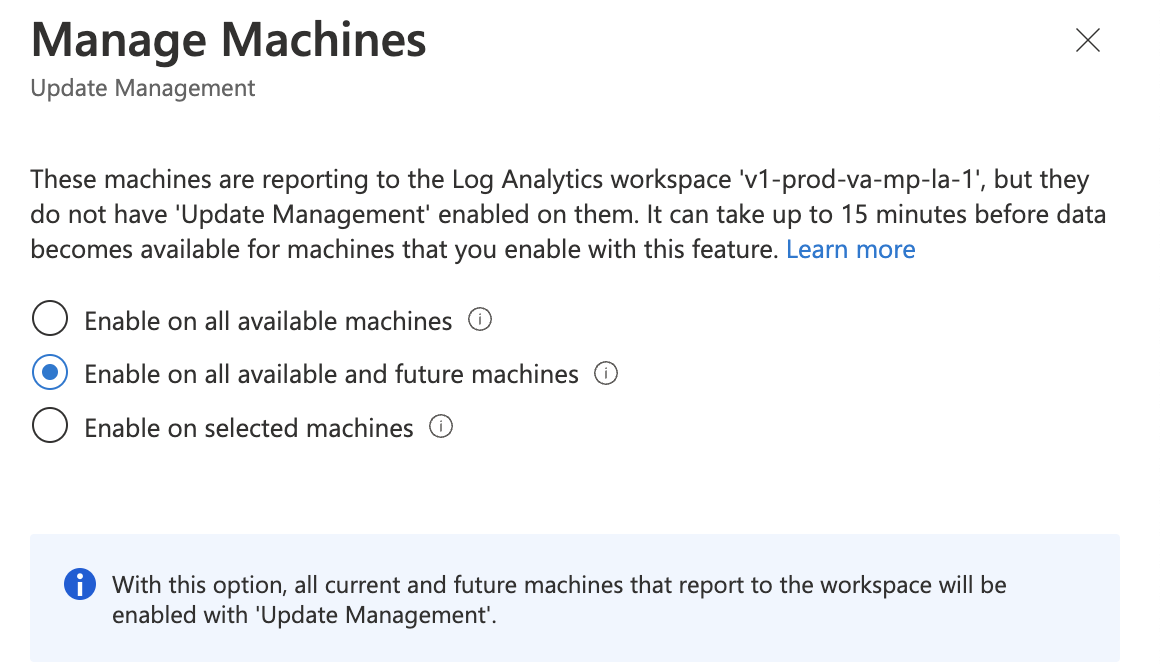 Manage Machines
Update Management
These machines are reporting to the Log Analytics workspace 'v1-prod-va-mp-la-1', but they
do not have 'Update Management' enabled on them. It can take up to 15 minutes before data
becomes available for machines that you enable with this feature. Learn more
Enable on all available machines
Enable on all available and future machines
Enable on selected machines
With this option, all current and future machines that report to the workspace will be
enabled with 'Update Management'.